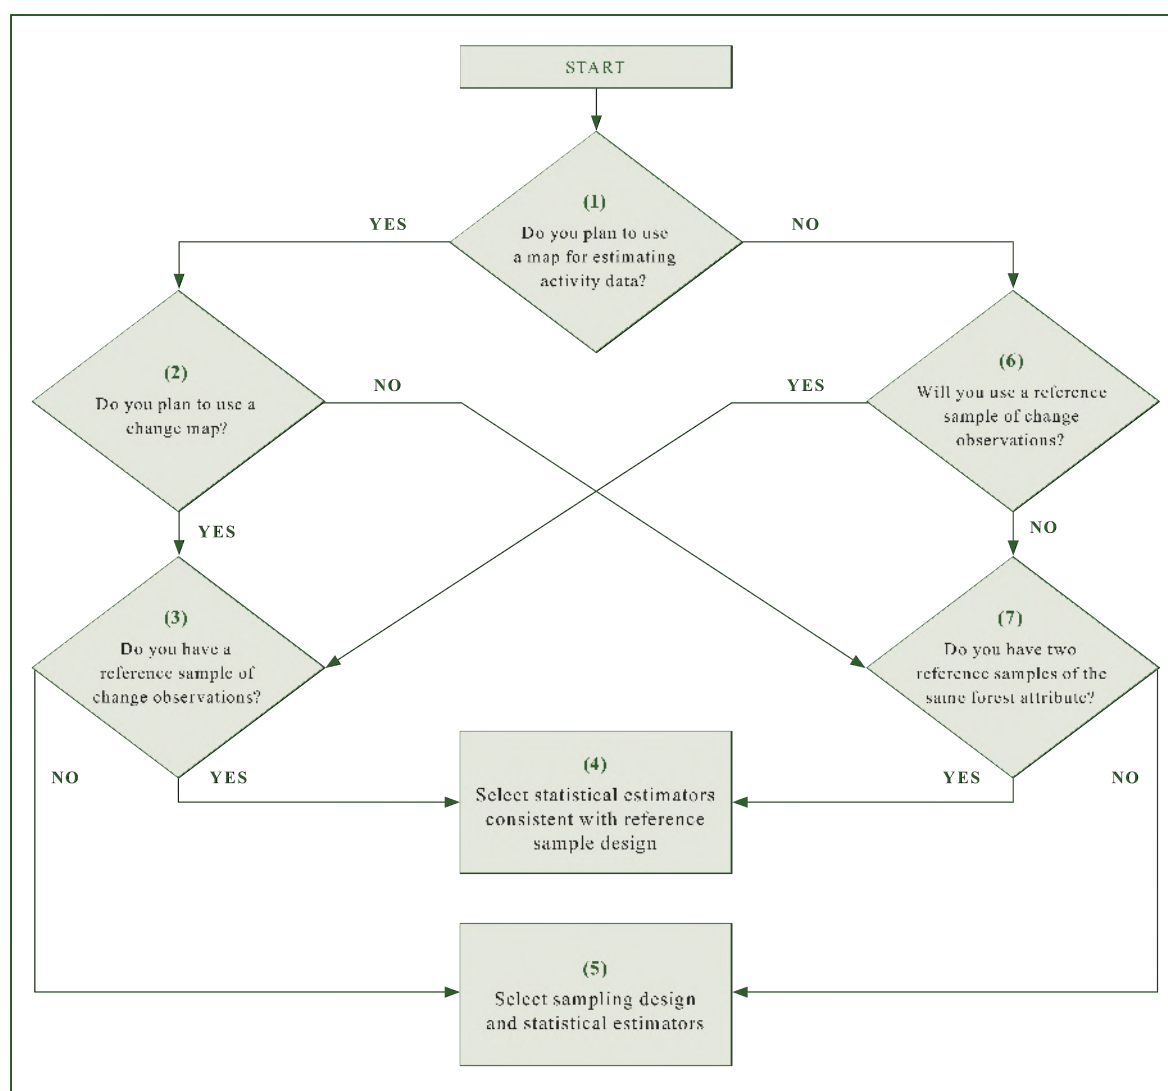 START
(1)
Do you plan to use
a map for estimating
activity data?
YES
NO
(2)
Do you plan to use a
change map?
NO
YES
(6)
Will you use a reference
sample of change
observations?
YES
NO
(3)
Do you have a
reference sample of
change observations?
(7)
Do you have two
reference samples of the
same forest attribute?
NO
YES
(4)
Select statistical estimators
consistent with reference
sample design
YES
NO
(5)
Select sampling design
and statistical estimators